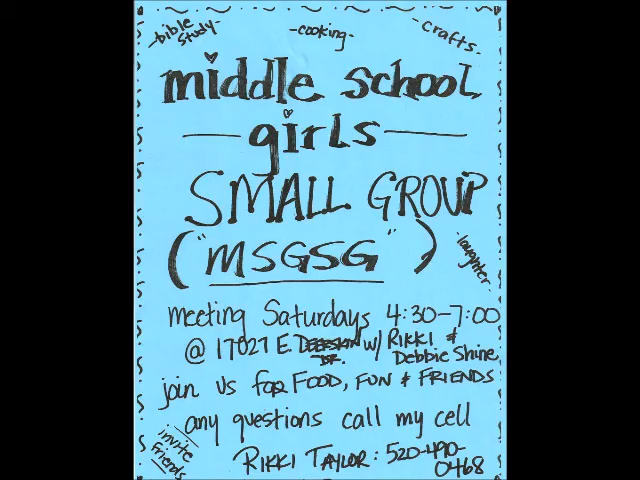 -bible study-
-cooking-
-crafts-
middle school
girls
SMALL GROUP
("MSGSG")
laughter
meeting Saturdays 4:30-7:00
@ 17027 E. DEERSKIN DR. w/ RIKKI &
Debbie Shine
join us for FOOD, FUN & FRIENDS
any questions call my cell
invite friends
RIKKI TAYLOR: 520-490-
0468